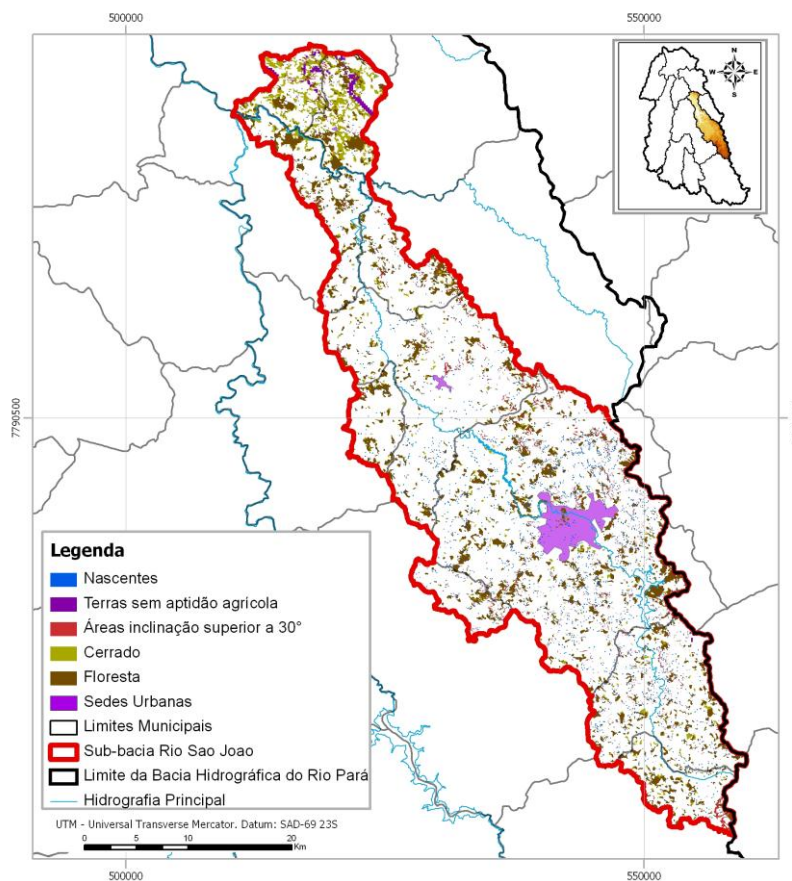 500000
550000
N
W
E
S
7790500
Legenda
Nascentes
Terras sem aptidão agrícola
Áreas inclinação superior a 30°
Cerrado
Floresta
Sedes Urbanas
Limites Municipais
Sub-bacia Rio Sao Joao
Limite da Bacia Hidrográfica do Rio Pará
Hidrografia Principal
UTM - Universal Transverse Mercator. Datum: SAD-69 23S
0 5 10 20
Km
500000
550000